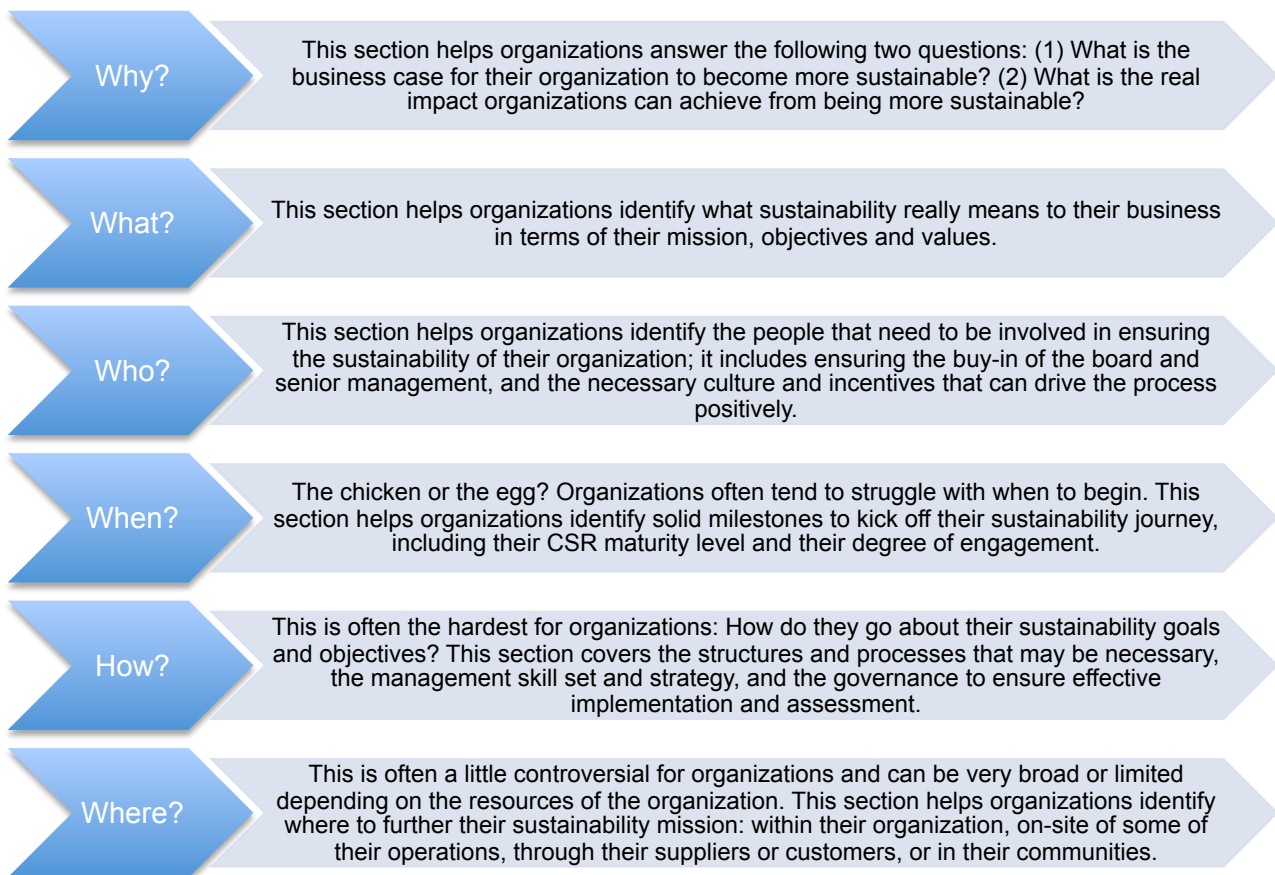 Why?
This section helps organizations answer the following two questions: (1) What is the
business case for their organization to become more sustainable? (2) What is the real
impact organizations can achieve from being more sustainable?
What?
This section helps organizations identify what sustainability really means to their business
in terms of their mission, objectives and values.
Who?
This section helps organizations identify the people that need to be involved in ensuring
the sustainability of their organization; it includes ensuring the buy-in of the board and
senior management, and the necessary culture and incentives that can drive the process
positively.
When?
The chicken or the egg? Organizations often tend to struggle with when to begin. This
section helps organizations identify solid milestones to kick off their sustainability journey,
including their CSR maturity level and their degree of engagement.
How?
This is often the hardest for organizations: How do they go about their sustainability goals
and objectives? This section covers the structures and processes that may be necessary,
the management skill set and strategy, and the governance to ensure effective
implementation and assessment.
Where?
This is often a little controversial for organizations and can be very broad or limited
depending on the resources of the organization. This section helps organizations identify
where to further their sustainability mission: within their organization, on-site of some of
their operations, through their suppliers or customers, or in their communities.